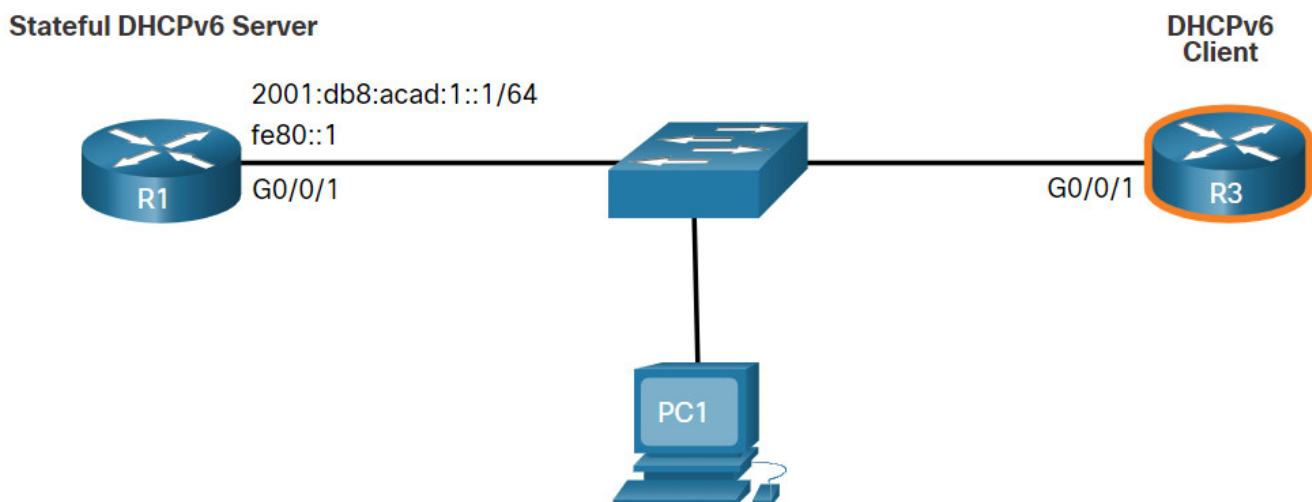 Stateful DHCPv6 Server
DHCPv6
Client
2001:db8:acad:1::1/64
fe80::1
G0/0/1
R1
G0/0/1
R3
PC1